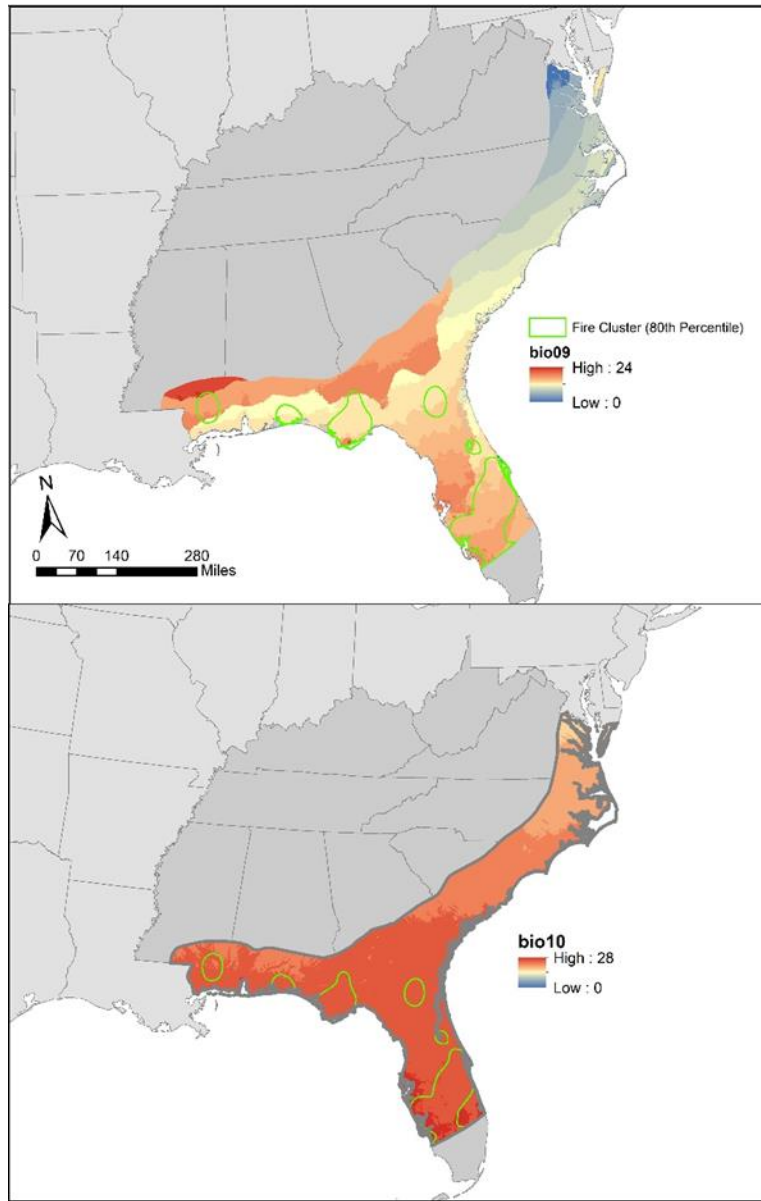 Fire Cluster (80th Percentile)
bio09
High : 24
Low : 0
N
0 70 140 280
Miles
bio10
High : 28
Low : 0